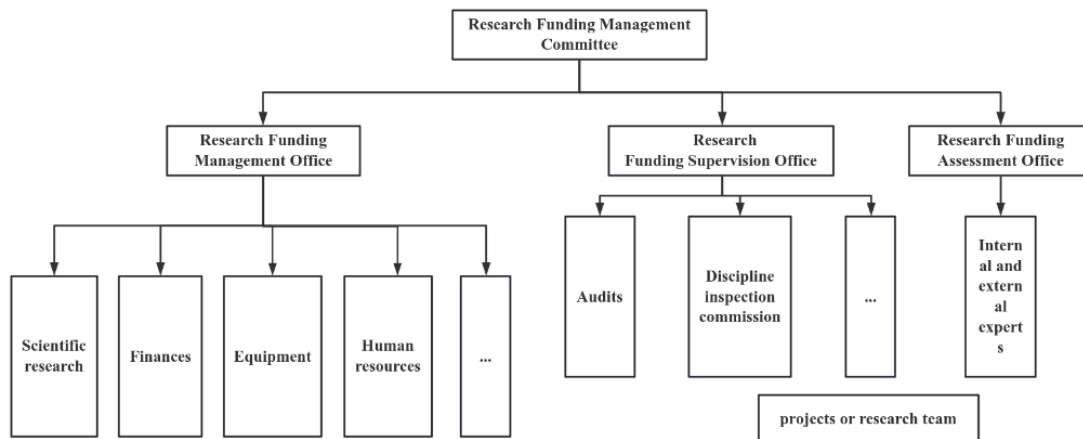 Research Funding Management
Committee
Research Funding
Management Office
Research
Funding Supervision Office
Research Funding
Assessment Office
Scientific
research
Finances
Equipment
Human
resources
...
Audits
Discipline
inspection
commission
...
Intern
al and
extern
al
expert
s
projects or research team